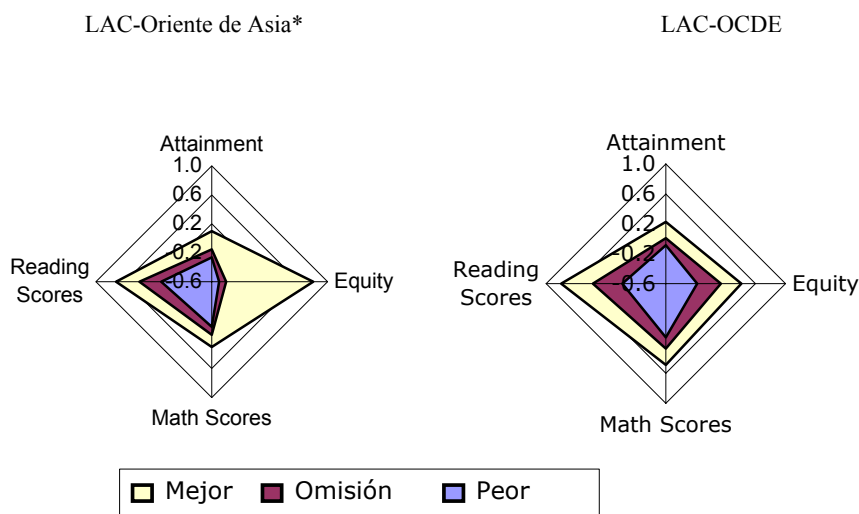 LAC-Oriente de Asia*
LAC-OCDE
Attainment
1.0
0.6
0.2
-0.2
-0.6
Reading
Scores
Equity
Math Scores
Attainment
1.0
0.6
0.2
-0.2
-0.6
Reading
Scores
Equity
Math Scores
Mejor
Omisión
Peor